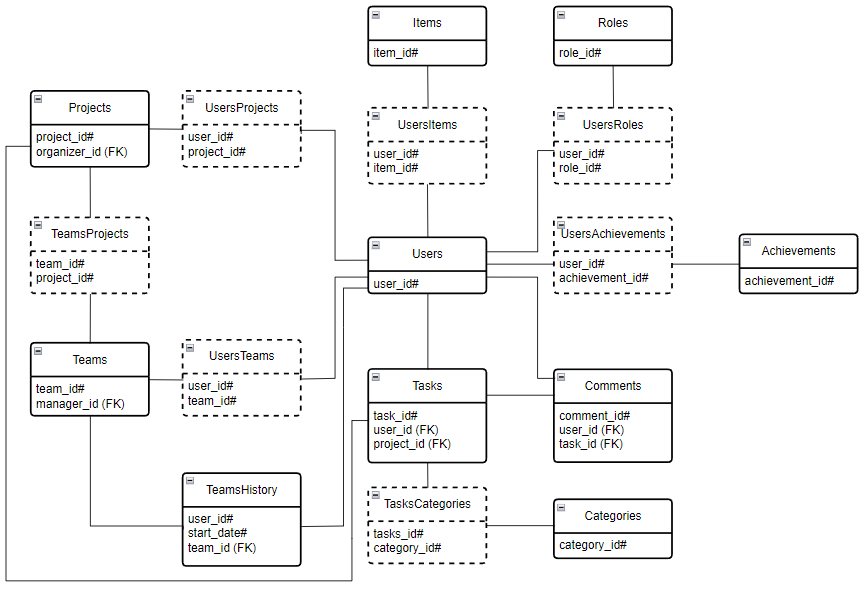 Items
item_id#
Roles
role_id#
Projects
project_id#
organizer_id (FK)
UsersProjects
user_id#
project_id#
UsersItems
user_id#
item_id#
UsersRoles
user_id#
role_id#
TeamsProjects
team_id#
project_id#
Users
user_id#
UsersAchievements
user_id#
achievement_id#
Achievements
achievement_id#
Teams
team_id#
manager_id (FK)
UsersTeams
user_id#
team_id#
Tasks
task_id#
user_id (FK)
project_id (FK)
Comments
comment_id#
user_id (FK)
task_id (FK)
TeamsHistory
user_id#
start_date#
team_id (FK)
TasksCategories
tasks_id#
category_id#
Categories
category_id#